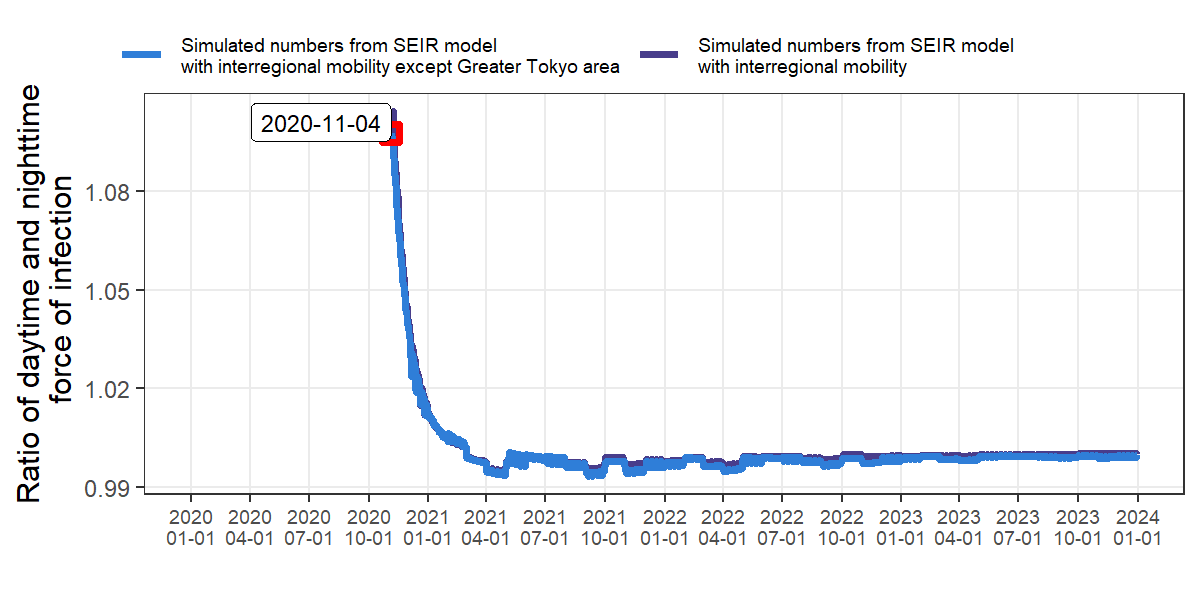 Simulated numbers from SEIR model
with interregional mobility except Greater Tokyo area
Simulated numbers from SEIR model
with interregional mobility
Ratio of daytime and nighttime
force of infection
2020-11-04
1.08
1.05
1.02
0.99
2020 2020 2020 2020 2021 2021 2021 2021 2022 2022 2022 2022 2023 2023 2023 2023 2024
01-01 04-01 07-01 10-01 01-01 04-01 07-01 10-01 01-01 04-01 07-01 10-01 01-01 04-01 07-01 10-01 01-01